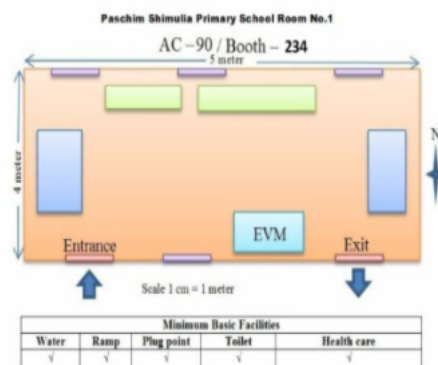 Paschim Shimulia Primary School Room No.1
AC -90 / Booth - 234
5 meter
4 meter
N
EVM
Entrance
Exit
Scale 1 cm = 1 meter
Minimum Basic Facilities
Water Ramp Plug point Toilet Health care
√ √ √ √ √